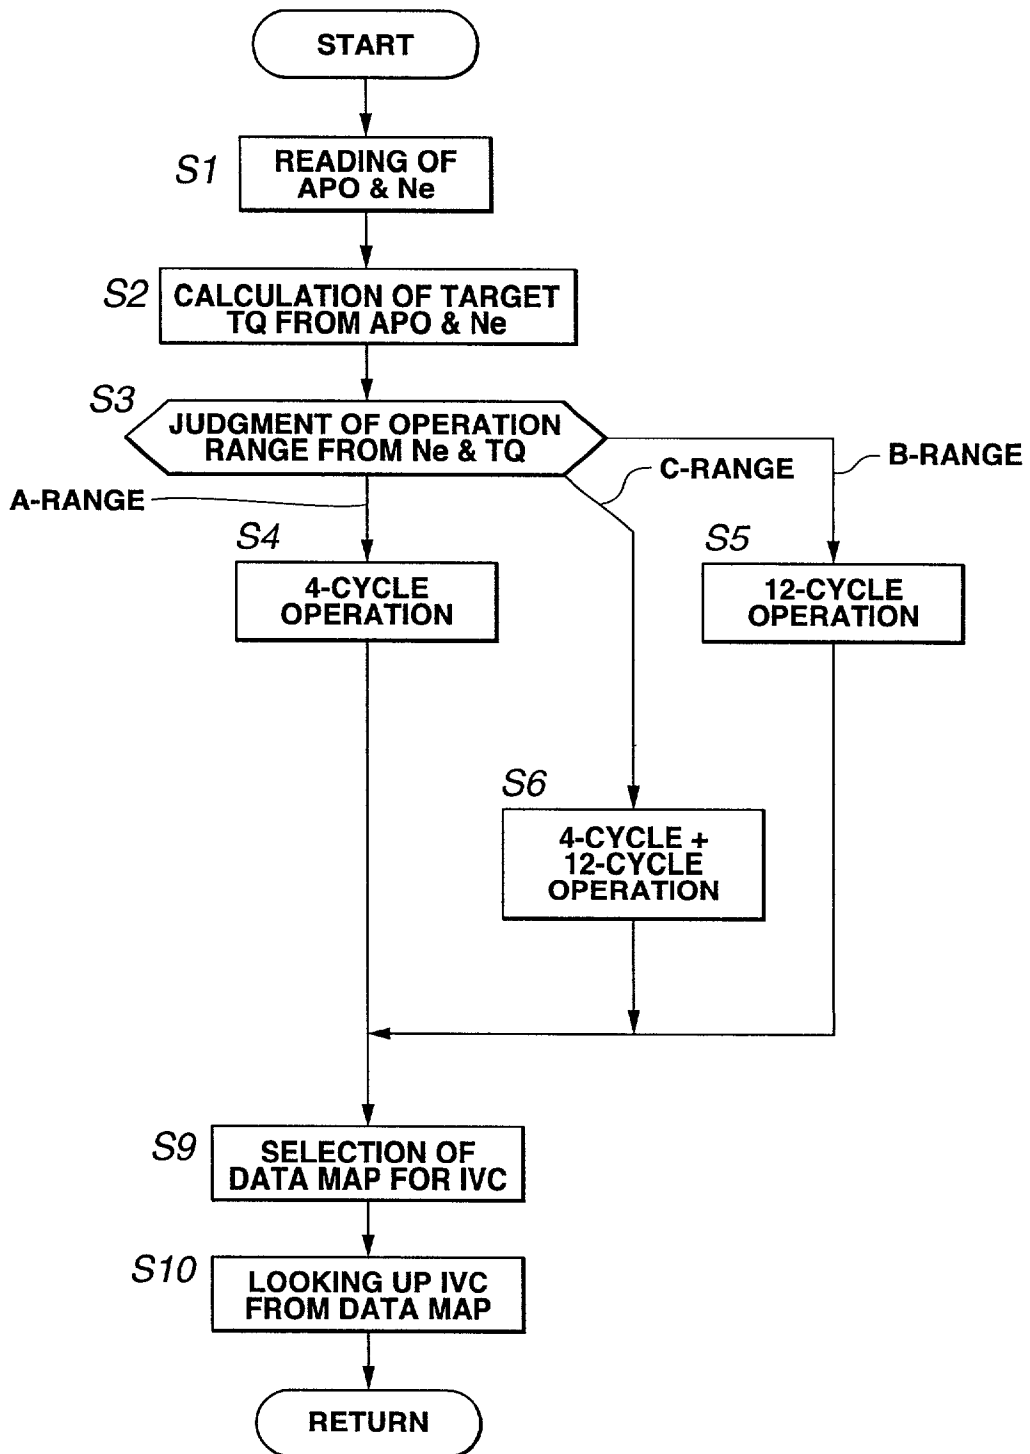 START
S1
READING OF
APO & Ne
S2
CALCULATION OF TARGET
TQ FROM APO & Ne
S3
JUDGMENT OF OPERATION
RANGE FROM Ne & TQ
B-RANGE
C-RANGE
A-RANGE
S4
4-CYCLE
OPERATION
S5
12-CYCLE
OPERATION
S6
4-CYCLE +
12-CYCLE
OPERATION
S9
SELECTION OF
DATA MAP FOR IVC
S10
LOOKING UP IVC
FROM DATA MAP
RETURN